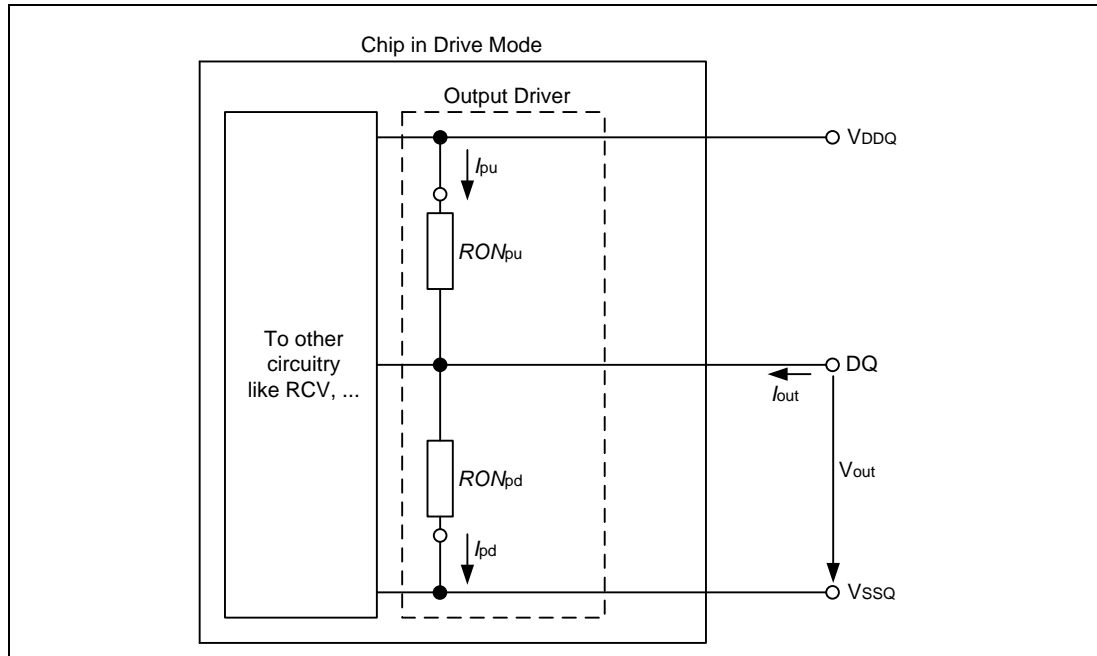 Chip in Drive Mode
Output Driver
VDDQ
Ipu
RONpu
To other
circuitry
like RCV, ...
DQ
Iout
RONpd
Vout
Ipd
VSSQ